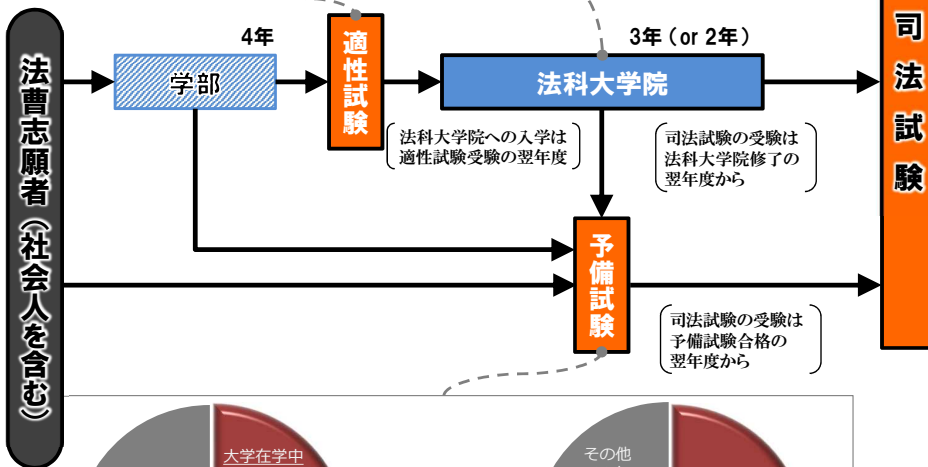 法曹志願者（社会人を含む）
4年
学部
適性試験
3年（or 2年）
法科大学院
法科大学院への入学は
適性試験受験の翌年度
司法試験の受験は
法科大学院修了の
翌年度から
予備試験
司法試験の受験は
予備試験合格の
翌年度から
司法試験
大学在学中
その他